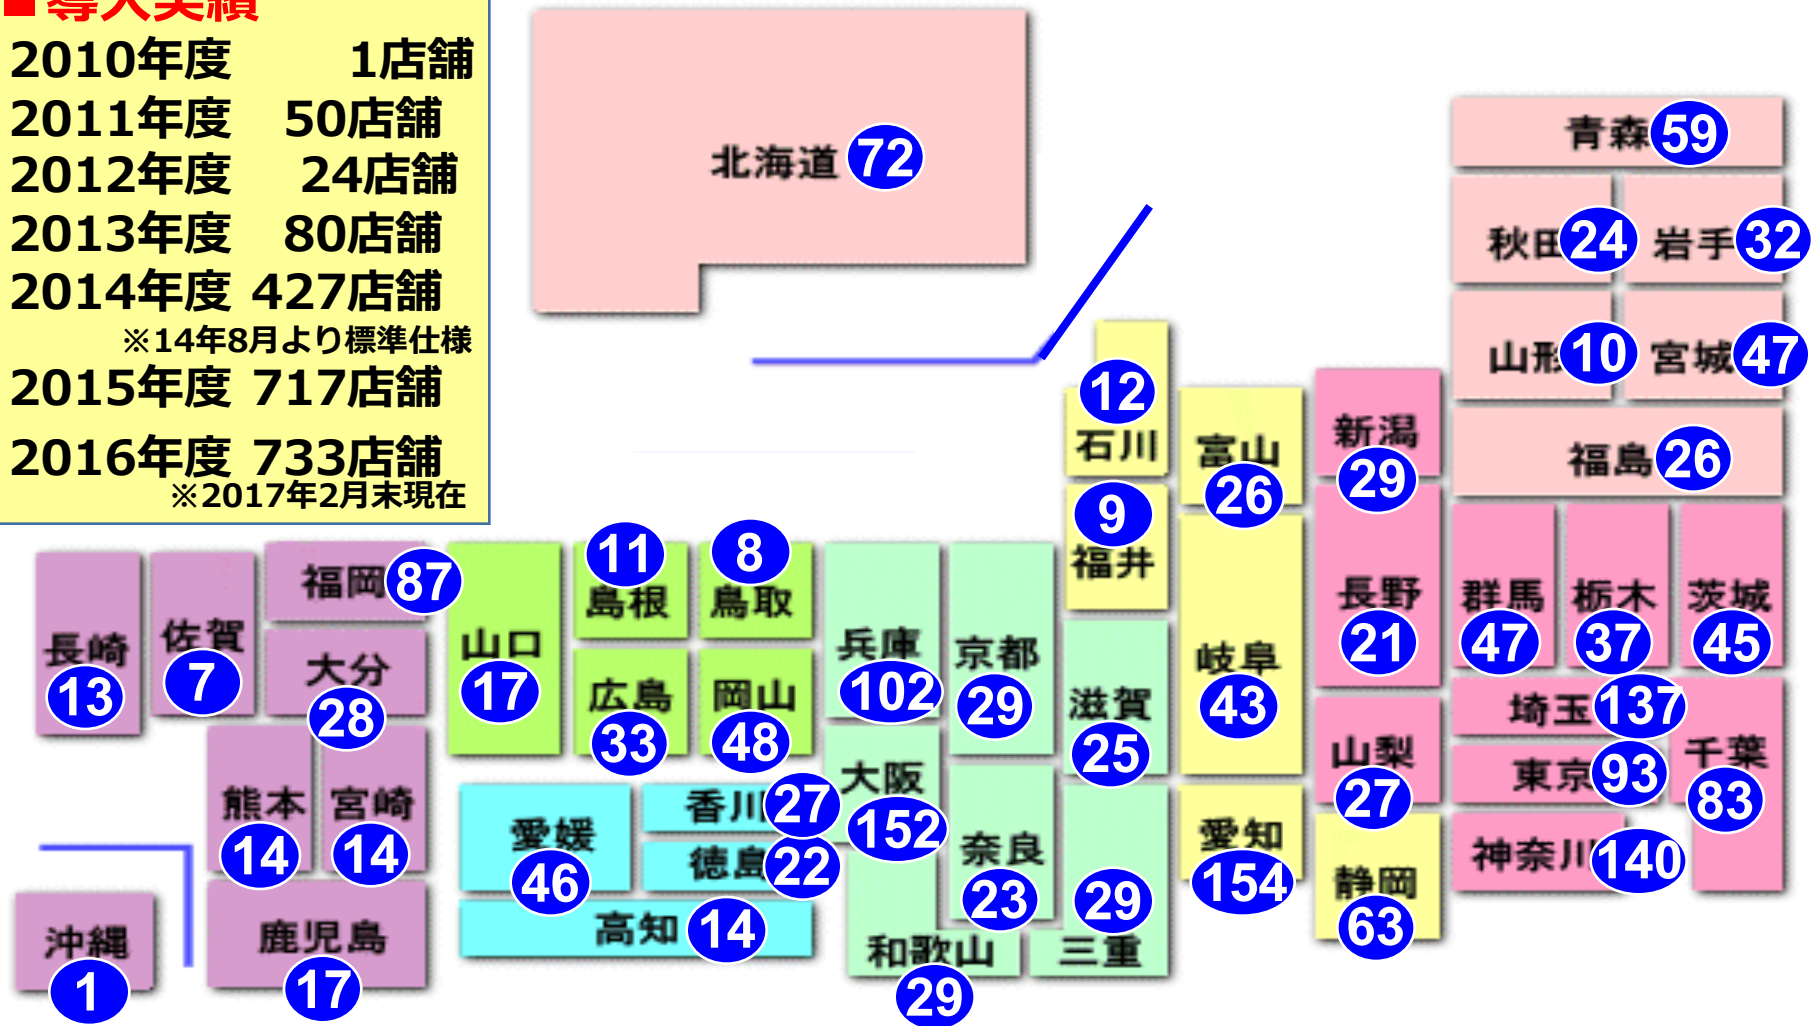 ■導入実績
2010年度 1店舗
2011年度 50店舗
2012年度 24店舗
2013年度 80店舗
2014年度 427店舗
※14年8月より標準仕様
2015年度 717店舗
2016年度 733店舗
※2017年2月末現在
北海道 72
青森 59
秋田 24
岩手 32
山形 10
宮城 47
福島 26
12
石川
富山
26
新潟
29
9
福井
長野
21
群馬
47
栃木
37
茨城
45
岐阜
43
埼玉 137
東京 93
千葉
83
神奈川 140
山梨
27
静岡
63
愛知
154
滋賀
25
三重
29
京都
29
兵庫
102
大阪
152
奈良
23
和歌山
29
11
島根
8
鳥取
広島
33
岡山
48
山口
17
香川 27
徳島 22
愛媛
46
高知 14
福岡 87
佐賀
7
長崎
13
大分
28
熊本
14
宮崎
14
鹿児島
17
沖縄
1